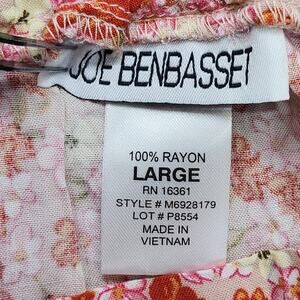 JOE BENBASSET
100% RAYON
LARGE
RN 16361
STYLE # M6928179
LOT # P8554
MADE IN
VIETNAM